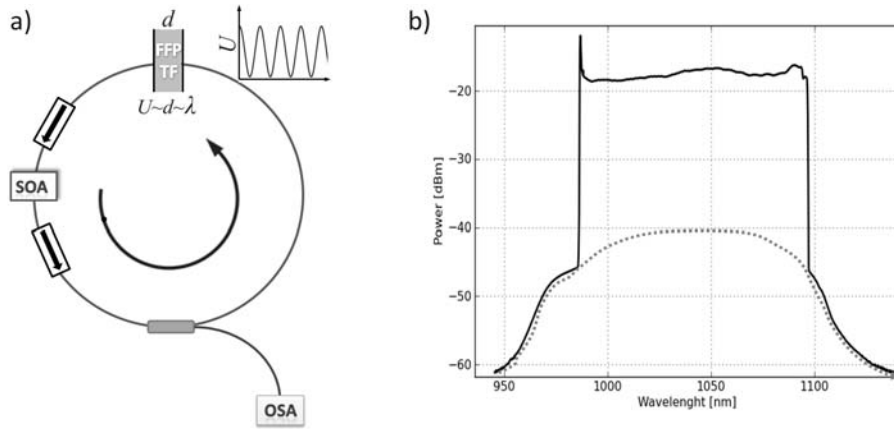 a)
d
U
FFP
TF
U~d~λ
SOA
OSA
b)
Power [dBm]
−20
−30
−40
−50
−60
950
1000
1050
1100
Wavelenght [nm]